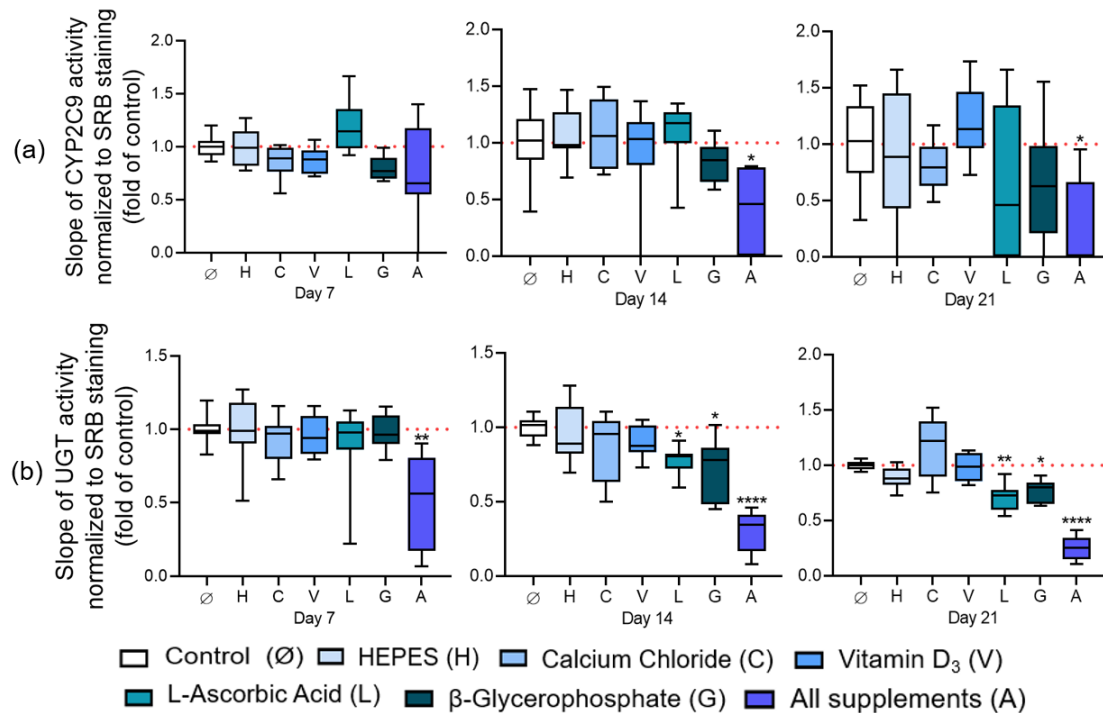 (a)
Slope of CYP2C9 activity
normalized to SRB staining
(fold of control)
2.0
1.5
1.0
0.5
0.0
Ø H C V L G A
Day 7
2.0
1.5
1.0
0.5
0.0
*
Ø H C V L G A
Day 14
2.0
1.5
1.0
0.5
0.0
*
Ø H C V L G A
Day 21
(b)
Slope of UGT activity
normalized to SRB staining
(fold of control)
1.5
1.0
0.5
0.0
**
Ø H C V L G A
Day 7
1.5
1.0
0.5
0.0
* * ****
Ø H C V L G A
Day 14
2.0
1.5
1.0
0.5
0.0
** * ****
Ø H C V L G A
Day 21
Control (Ø) HEPES (H) Calcium Chloride (C) Vitamin D₃ (V)
L-Ascorbic Acid (L) β-Glycerophosphate (G) All supplements (A)